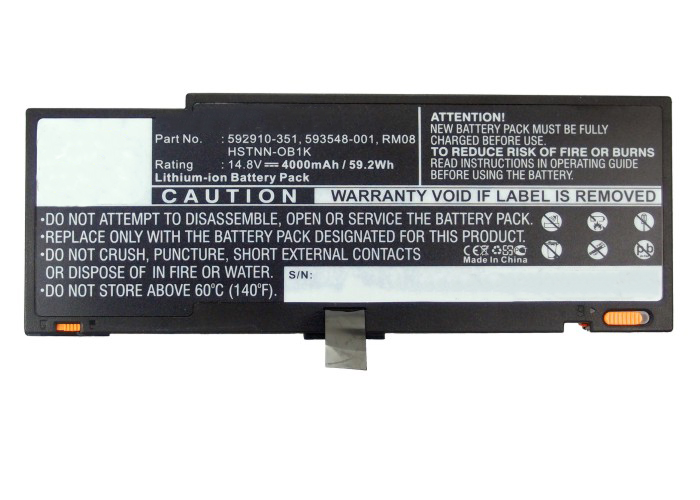 Part No. : 592910-351, 593548-001, RM08
HSTNN-OB1K
Rating : 14.8V⎓ 4000mAh / 59.2Wh
Lithium-ion Battery Pack
ATTENTION!
NEW BATTERY PACK MUST BE FULLY
CHARGED BEFORE USE.
TO REDUCE RISK OF FIRE OR BURNS
READ INSTRUCTIONS IN OPERATING GUIDE
BEFORE USING BATTERY PACK.
CAUTION WARRANTY VOID IF LABEL IS REMOVED
•DO NOT ATTEMPT TO DISASSEMBLE, OPEN OR SERVICE THE BATTERY PACK.
•REPLACE ONLY WITH THE BATTERY PACK DESIGNATED FOR THIS PRODUCT.
•DO NOT CRUSH, PUNCTURE, SHORT EXTERNAL CONTACTS
OR DISPOSE OF IN FIRE OR WATER.
•DO NOT STORE ABOVE 60°C (140°F).
CE
Made In China
Pb
S/N: